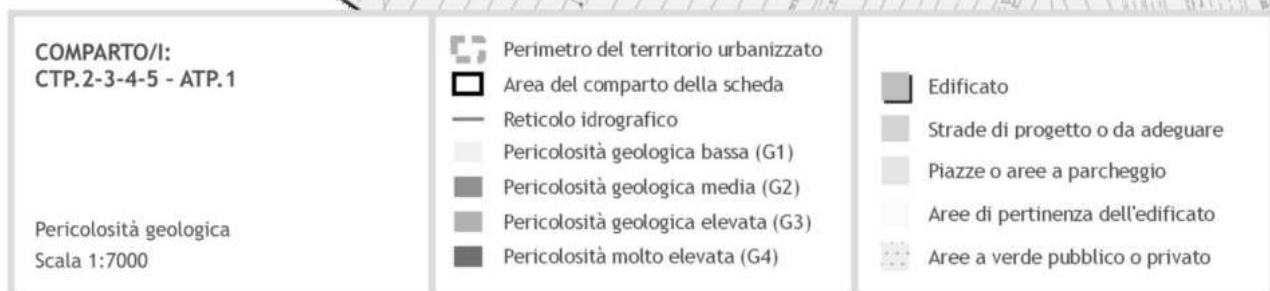 COMPARTO/I:
CTP.2-3-4-5 - ATP.1
Pericolosità geologica
Scala 1:7000
Perimetro del territorio urbanizzato
Area del comparto della scheda
Reticolo idrografico
Pericolosità geologica bassa (G1)
Pericolosità geologica media (G2)
Pericolosità geologica elevata (G3)
Pericolosità molto elevata (G4)
Edificato
Strade di progetto o da adeguare
Piazze o aree a parcheggio
Aree di pertinenza dell'edificato
Aree a verde pubblico o privato